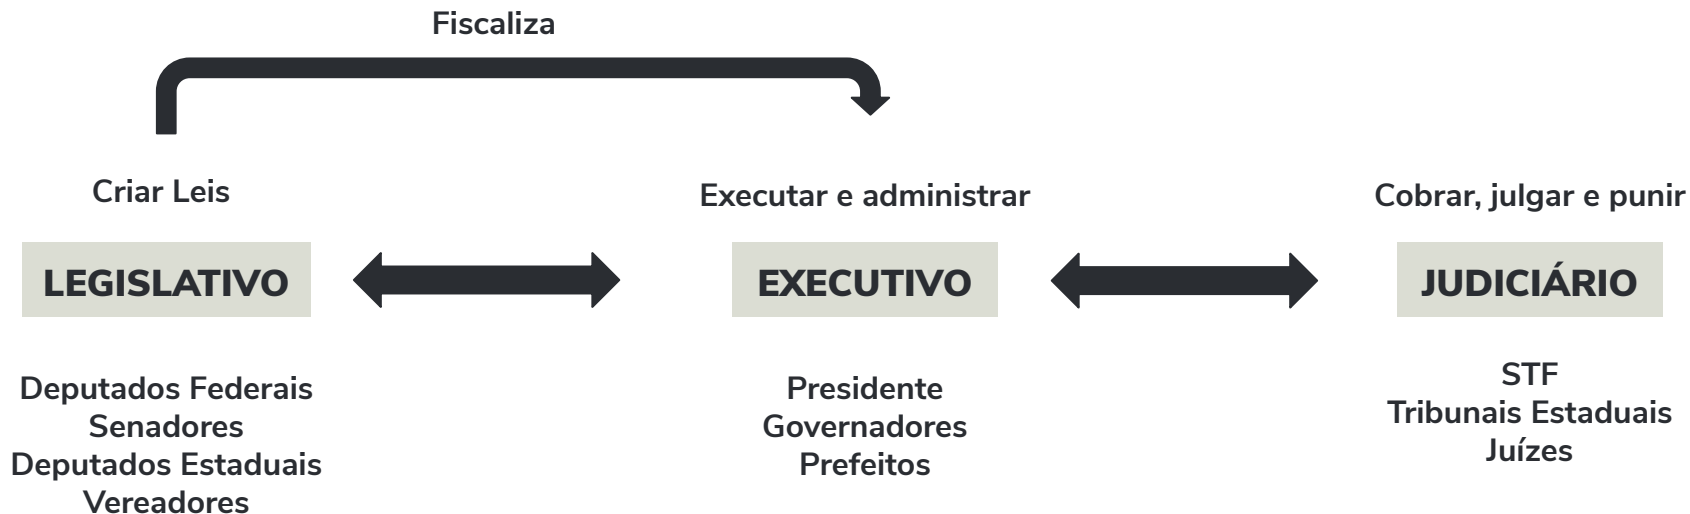 Fiscaliza
Criar Leis
Executar e administrar
Cobrar, julgar e punir
LEGISLATIVO
EXECUTIVO
JUDICIÁRIO
Deputados Federais
Senadores
Deputados Estaduais
Vereadores
Presidente
Governadores
Prefeitos
STF
Tribunais Estaduais
Juízes